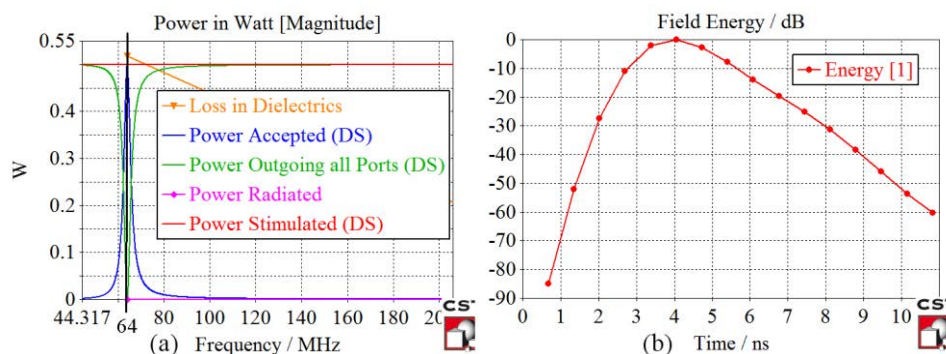 Power in Watt [Magnitude]
0.55
0.4
0.3
0.2
0.1
0
W
Loss in Dielectrics
Power Accepted (DS)
Power Outgoing all Ports (DS)
Power Radiated
Power Stimulated (DS)
44.317 64 80 100 120 140 160 180 20
(a) Frequency / MHz
CS
Field Energy / dB
0
-10
-20
-30
-40
-50
-60
-70
-80
-90
Energy [1]
0 1 2 3 4 5 6 7 8 9 10
(b) Time / ns
CS